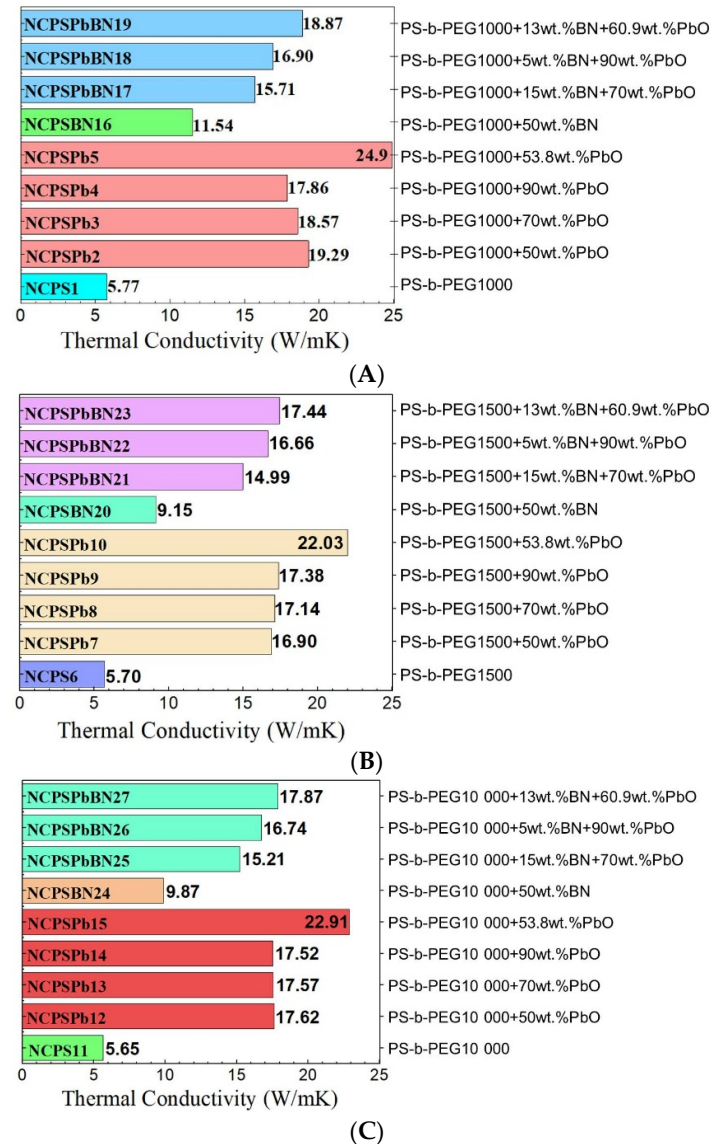 NCPSPbBN19 18.87 PS-b-PEG1000+13wt.%BN+60.9wt.%PbO
NCPSPbBN18 16.90 PS-b-PEG1000+5wt.%BN+90wt.%PbO
NCPSPbBN17 15.71 PS-b-PEG1000+15wt.%BN+70wt.%PbO
NCPSBN16 11.54 PS-b-PEG1000+50wt.%BN
NCPSPb5 24.9 PS-b-PEG1000+53.8wt.%PbO
NCPSPb4 17.86 PS-b-PEG1000+90wt.%PbO
NCPSPb3 18.57 PS-b-PEG1000+70wt.%PbO
NCPSPb2 19.29 PS-b-PEG1000+50wt.%PbO
NCPS1 5.77 PS-b-PEG1000
0 5 10 15 20 25
Thermal Conductivity (W/mK)
(A)
NCPSPbBN23 17.44 PS-b-PEG1500+13wt.%BN+60.9wt.%PbO
NCPSPbBN22 16.66 PS-b-PEG1500+5wt.%BN+90wt.%PbO
NCPSPbBN21 14.99 PS-b-PEG1500+15wt.%BN+70wt.%PbO
NCPSBN20 9.15 PS-b-PEG1500+50wt.%BN
NCPSPb10 22.03 PS-b-PEG1500+53.8wt.%PbO
NCPSPb9 17.38 PS-b-PEG1500+90wt.%PbO
NCPSPb8 17.14 PS-b-PEG1500+70wt.%PbO
NCPSPb7 16.90 PS-b-PEG1500+50wt.%PbO
NCPS6 5.70 PS-b-PEG1500
0 5 10 15 20 25
Thermal Conductivity (W/mK)
(B)
NCPSPbBN27 17.87 PS-b-PEG10 000+13wt.%BN+60.9wt.%PbO
NCPSPbBN26 16.74 PS-b-PEG10 000+5wt.%BN+90wt.%PbO
NCPSPbBN25 15.21 PS-b-PEG10 000+15wt.%BN+70wt.%PbO
NCPSBN24 9.87 PS-b-PEG10 000+50wt.%BN
NCPSPb15 22.91 PS-b-PEG10 000+53.8wt.%PbO
NCPSPb14 17.52 PS-b-PEG10 000+90wt.%PbO
NCPSPb13 17.57 PS-b-PEG10 000+70wt.%PbO
NCPSPb12 17.62 PS-b-PEG10 000+50wt.%PbO
NCPS11 5.65 PS-b-PEG10 000
0 5 10 15 20 25
Thermal Conductivity (W/mK)
(C)